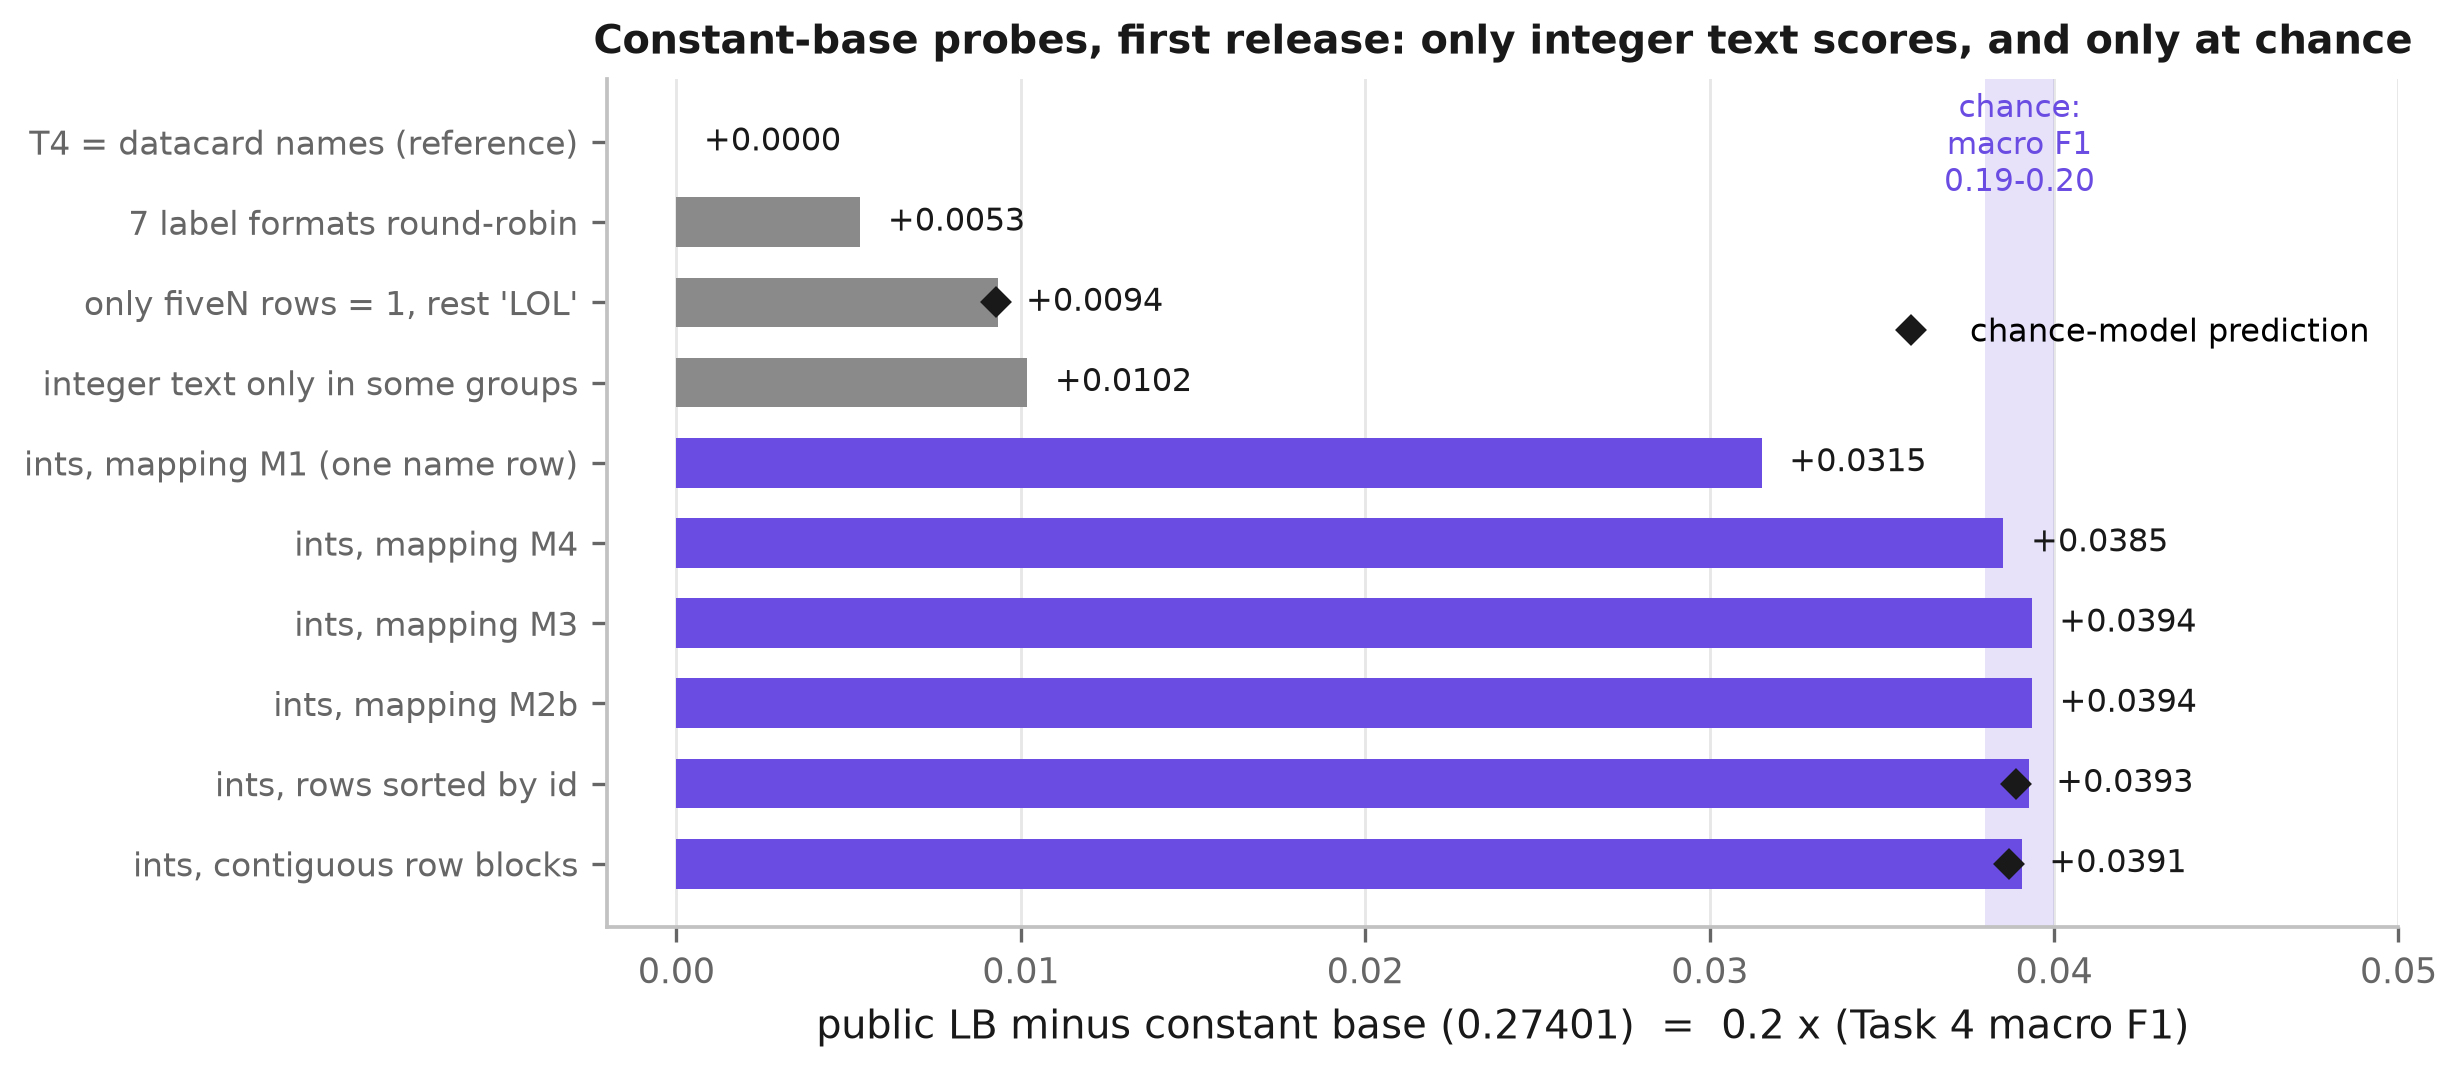 Constant-base probes, first release: only integer text scores, and only at chance
chance:
macro F1
0.19-0.20
T4 = datacard names (reference)
+0.0000
7 label formats round-robin
+0.0053
only fiveN rows = 1, rest 'LOL'
+0.0094
chance-model prediction
integer text only in some groups
+0.0102
ints, mapping M1 (one name row)
+0.0315
ints, mapping M4
+0.0385
ints, mapping M3
+0.0394
ints, mapping M2b
+0.0394
ints, rows sorted by id
+0.0393
ints, contiguous row blocks
+0.0391
0.00 0.01 0.02 0.03 0.04 0.05
public LB minus constant base (0.27401) = 0.2 x (Task 4 macro F1)